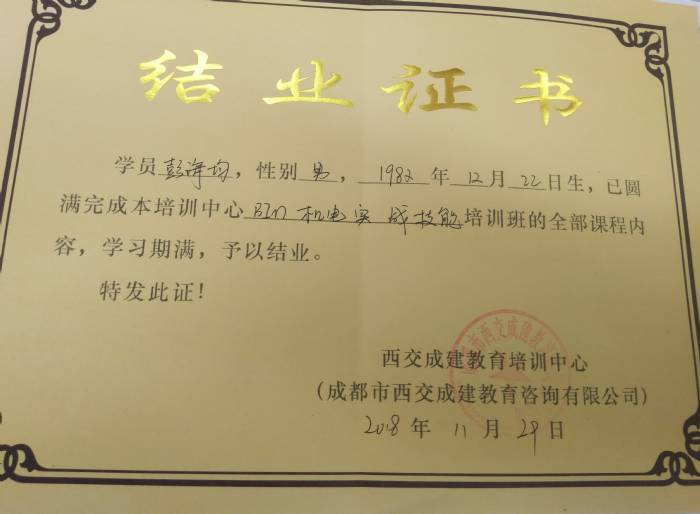 结业证书
学员彭泽均，性别男，1982年12月22日生，已圆
满完成本培训中心BIM机电实战技能培训班的全部课程内
容，学习期满，予以结业。
特发此证！
西交成建教育培训中心
（成都市西交成建教育咨询有限公司）
2018年11月29日